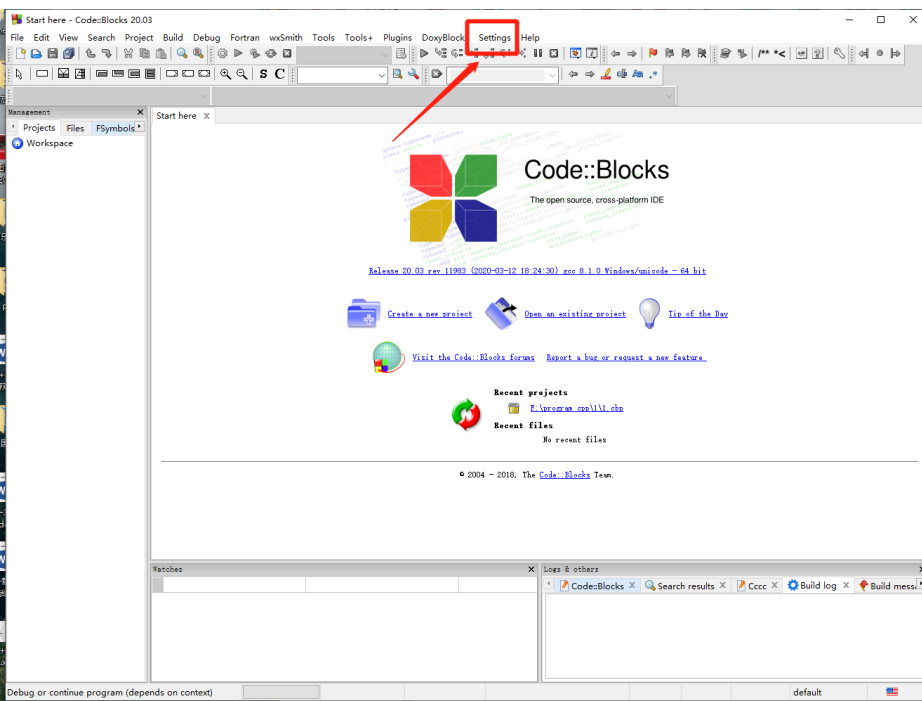 Start here - Code::Blocks 20.03
File Edit View Search Project Build Debug Fortran wxSmith Tools Tools+ Plugins DoxyBlocks Settings Help
S C
/** *<
.*
Management
Projects Files FSymbols
Workspace
Start here
Code::Blocks
The open source, cross-platform IDE
Release 20.03 rev 11983 (2020-03-12 18:24:30) gcc 8.1.0 Windows/unicode - 64 bit
Create a new project Open an existing project Tip of the Day
Visit the Code::Blocks forums Report a bug or request a new feature
Recent projects
F:\program cpp\1\1.cbp
Recent files
No recent files
© 2004 - 2018, The Code::Blocks Team.
Watches
Logs & others
Code::Blocks Search results Cccc Build log Build mess
Debug or continue program (depends on context) default